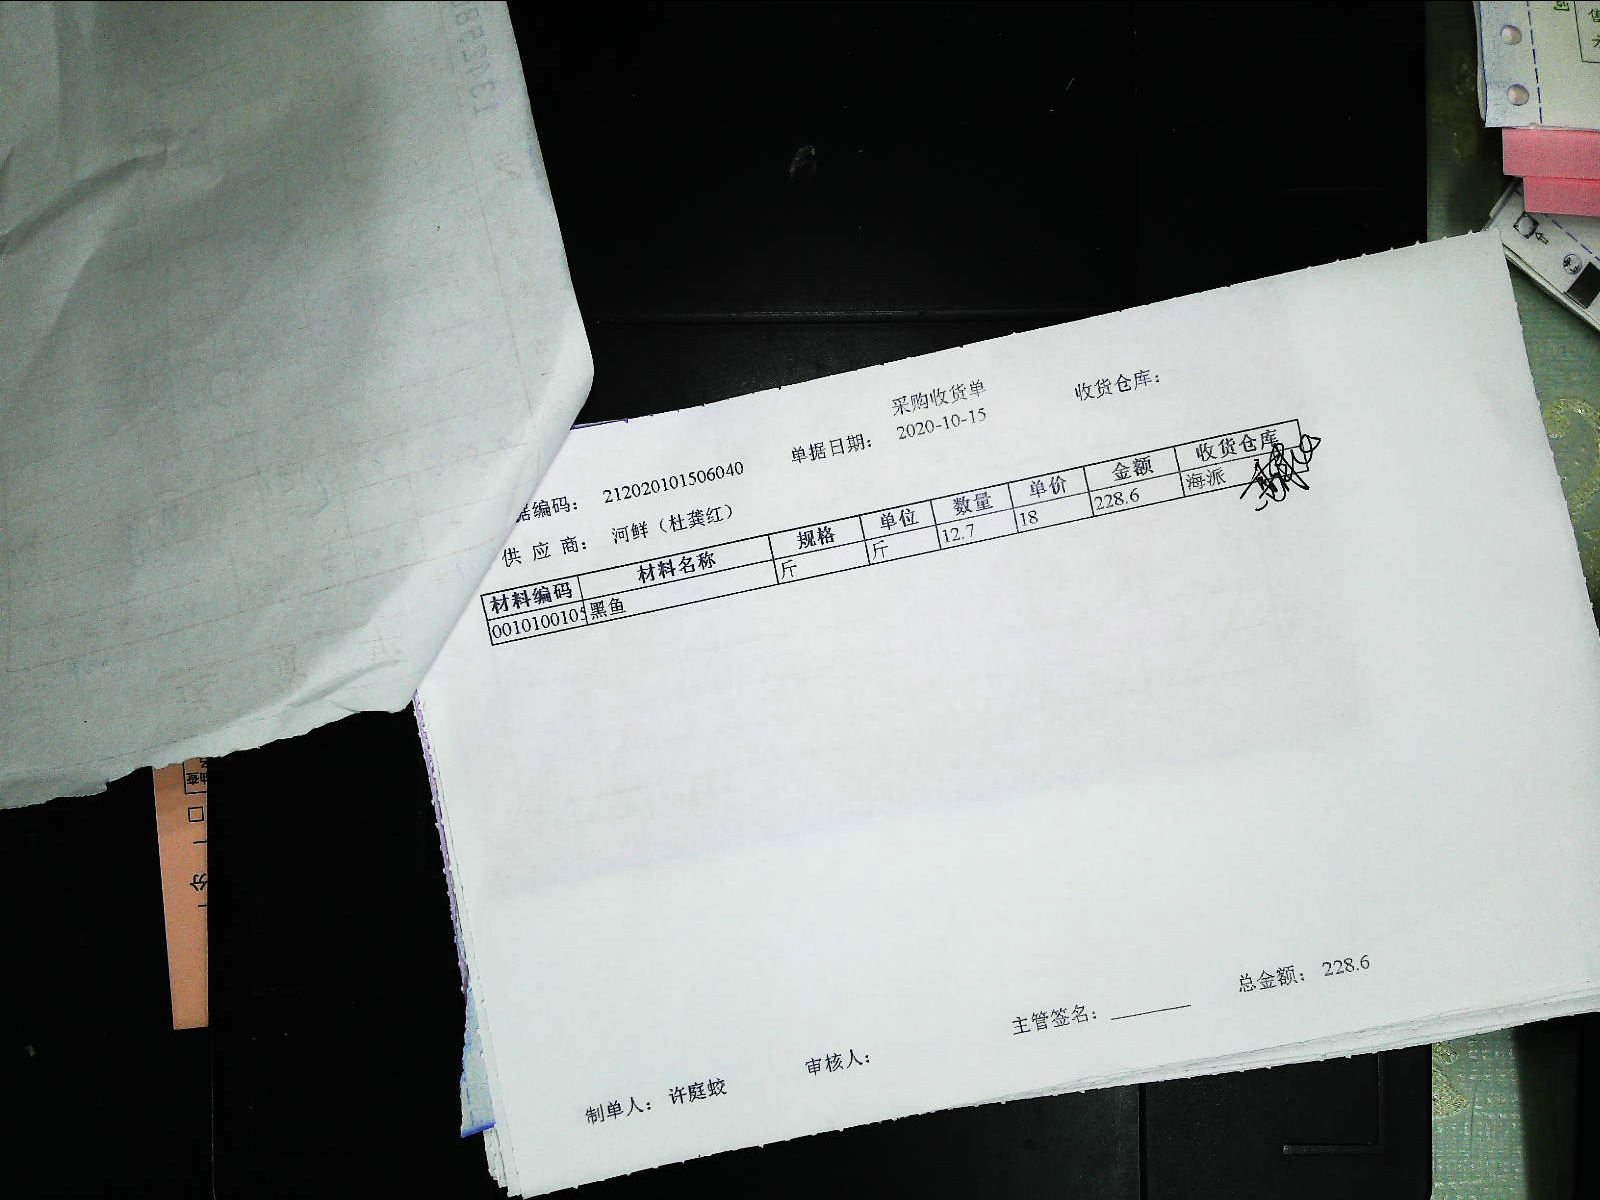 采购收货单
2020-10-15
收货仓库：
据编码： 212020101506040 单据日期：
供 应 商： 河鲜（杜龚红）
材料编码 材料名称 规格 单位 数量 单价 金额 收货仓库
0010100105 黑鱼 斤 斤 12.7 18 228.6 海派
总金额： 228.6
主管签名：
审核人：
制单人： 许庭蛟